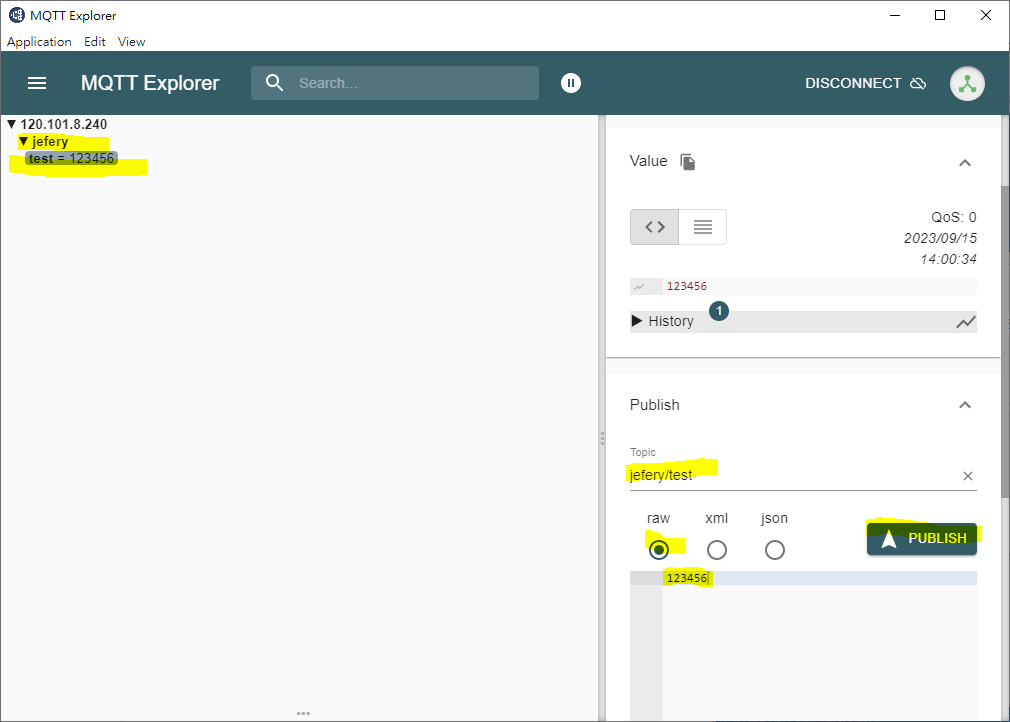 MQTT Explorer
Application Edit View
MQTT Explorer
Search...
DISCONNECT
120.101.8.240
jefery
test = 123456
Value
QoS: 0
2023/09/15
14:00:34
123456
History
1
Publish
Topic
jefery/test
raw xml json
PUBLISH
123456